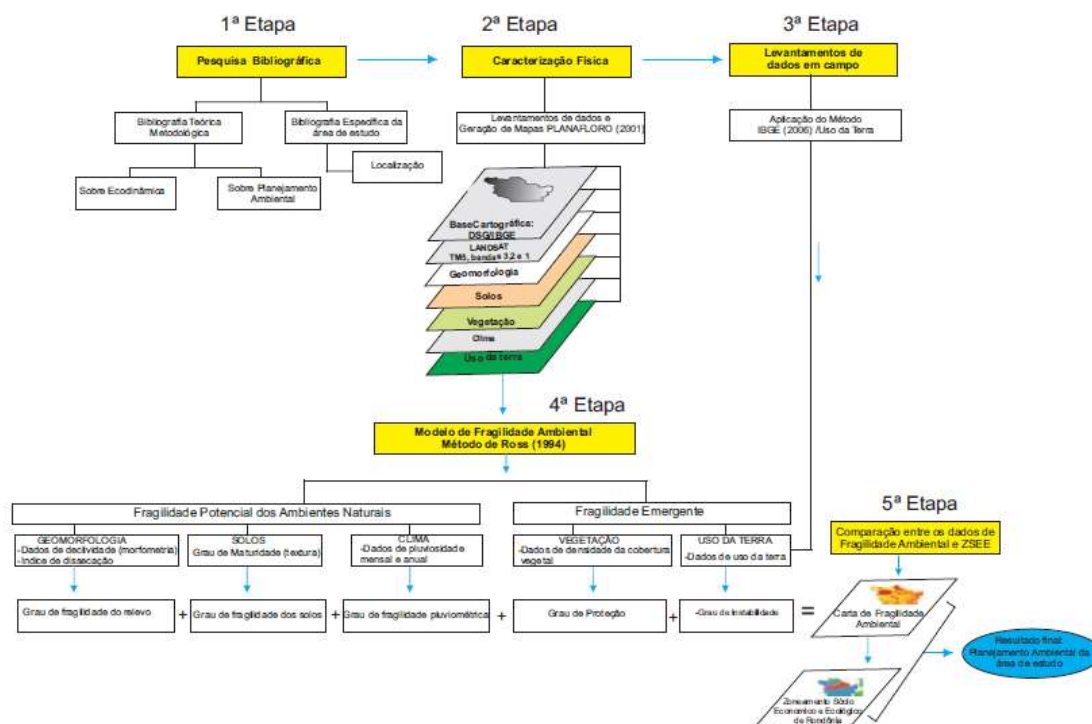 1ª Etapa
2ª Etapa
3ª Etapa
Pesquisa Bibliográfica
Caracterização Física
Levantamentos de
dados em campo
Bibliografia Teórica
Metodológica
Bibliografia Específica da
área de estudo
Levantamentos de dados e
Geração de Mapas PLANAFLORO (2001)
Aplicação do Método
IBGE (2006) /Uso da Terra
Localização
Sobre Ecodinâmica
Sobre Planejamento
Ambiental
BaseCartográfica:
DSG/IBGE
LANDSAT
TM5, bandas 3,2 e 1
Geomorfologia
Solos
Vegetação
Clima
Uso da terra
4ª Etapa
Modelo de Fragilidade Ambiental
Método de Ross (1994)
Fragilidade Potencial dos Ambientes Naturais
Fragilidade Emergente
5ª Etapa
GEOMORFOLOGIA
-Dados de declividade (morfometria)
-Indice de dissecação
SOLOS
Grau de Maturidade (textura)
CLIMA
-Dados de pluviosidade
mensal e anual
VEGETAÇÃO
-Dados de densidade da cobertura
vegetal
USO DA TERRA
-Dados de uso da terra
Comparação entre os dados de
Fragilidade Ambiental e ZSEE
Grau de fragilidade do relevo
+
Grau de fragilidade dos solos
+
Grau de fragilidade pluviométrica
+
Grau de Proteção
+
-Grau de Instabilidade
=
Carta de Fragilidade
Ambiental
Resultado final:
Planejamento Ambiental da
área de estudo
Zoneamento Sócio
Economico e Ecológico
de Rondônia